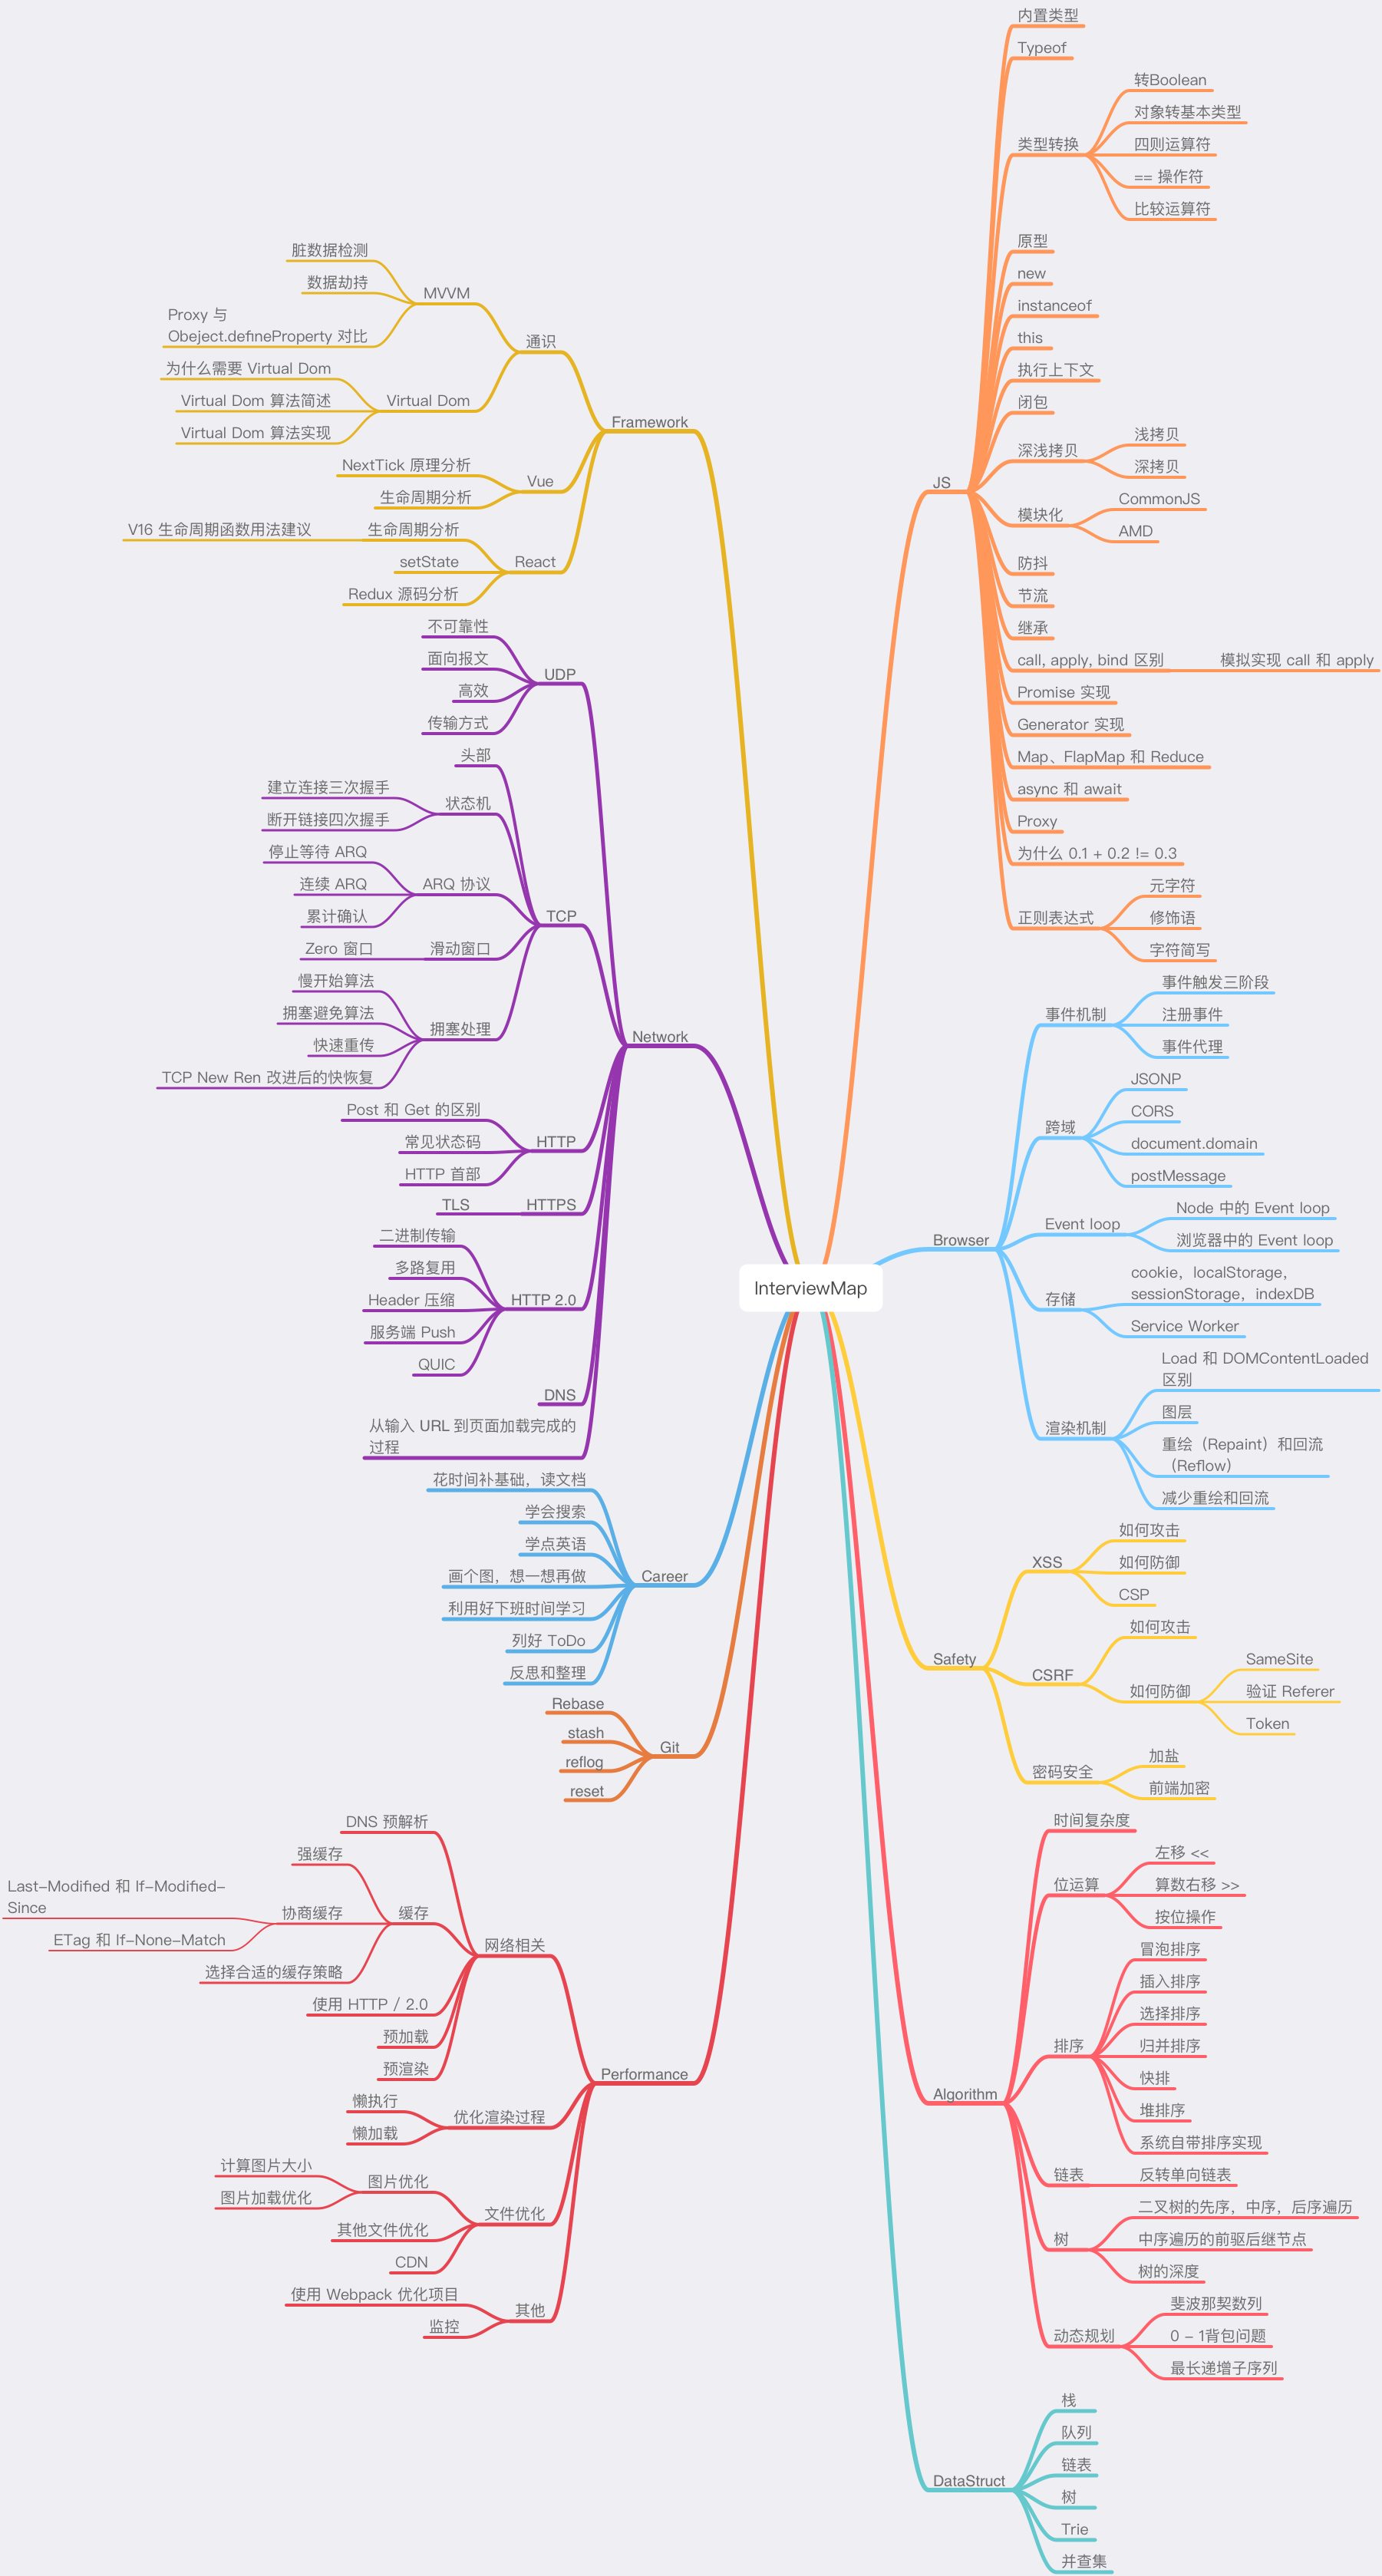 InterviewMap
JS
内置类型
Typeof
类型转换
转Boolean
对象转基本类型
四则运算符
== 操作符
比较运算符
原型
new
instanceof
this
执行上下文
闭包
深浅拷贝
浅拷贝
深拷贝
模块化
CommonJS
AMD
防抖
节流
继承
call, apply, bind 区别
模拟实现 call 和 apply
Promise 实现
Generator 实现
Map、FlapMap 和 Reduce
async 和 await
Proxy
为什么 0.1 + 0.2 != 0.3
正则表达式
元字符
修饰语
字符简写
Browser
事件机制
事件触发三阶段
注册事件
事件代理
跨域
JSONP
CORS
document.domain
postMessage
Event loop
Node 中的 Event loop
浏览器中的 Event loop
存储
cookie，localStorage，
sessionStorage，indexDB
Service Worker
渲染机制
Load 和 DOMContentLoaded
区别
图层
重绘（Repaint）和回流
（Reflow）
减少重绘和回流
Safety
XSS
如何攻击
如何防御
CSP
CSRF
如何攻击
如何防御
SameSite
验证 Referer
Token
密码安全
加盐
前端加密
Algorithm
时间复杂度
位运算
左移 <<
算数右移 >>
按位操作
排序
冒泡排序
插入排序
选择排序
归并排序
快排
堆排序
系统自带排序实现
链表
反转单向链表
树
二叉树的先序，中序，后序遍历
中序遍历的前驱后继节点
树的深度
动态规划
斐波那契数列
0 - 1背包问题
最长递增子序列
DataStruct
栈
队列
链表
树
Trie
并查集
Framework
通识
MVVM
脏数据检测
数据劫持
Proxy 与
Obeject.defineProperty 对比
Virtual Dom
为什么需要 Virtual Dom
Virtual Dom 算法简述
Virtual Dom 算法实现
Vue
NextTick 原理分析
生命周期分析
React
生命周期分析
V16 生命周期函数用法建议
setState
Redux 源码分析
Network
UDP
不可靠性
面向报文
高效
传输方式
TCP
头部
状态机
建立连接三次握手
断开链接四次握手
ARQ 协议
停止等待 ARQ
连续 ARQ
累计确认
滑动窗口
Zero 窗口
拥塞处理
慢开始算法
拥塞避免算法
快速重传
TCP New Ren 改进后的快恢复
HTTP
Post 和 Get 的区别
常见状态码
HTTP 首部
HTTPS
TLS
HTTP 2.0
二进制传输
多路复用
Header 压缩
服务端 Push
QUIC
DNS
从输入 URL 到页面加载完成的
过程
Career
花时间补基础，读文档
学会搜索
学点英语
画个图，想一想再做
利用好下班时间学习
列好 ToDo
反思和整理
Git
Rebase
stash
reflog
reset
Performance
网络相关
DNS 预解析
缓存
强缓存
协商缓存
Last-Modified 和 If-Modified-
Since
ETag 和 If-None-Match
选择合适的缓存策略
使用 HTTP / 2.0
预加载
预渲染
优化渲染过程
懒执行
懒加载
文件优化
图片优化
计算图片大小
图片加载优化
其他文件优化
CDN
其他
使用 Webpack 优化项目
监控